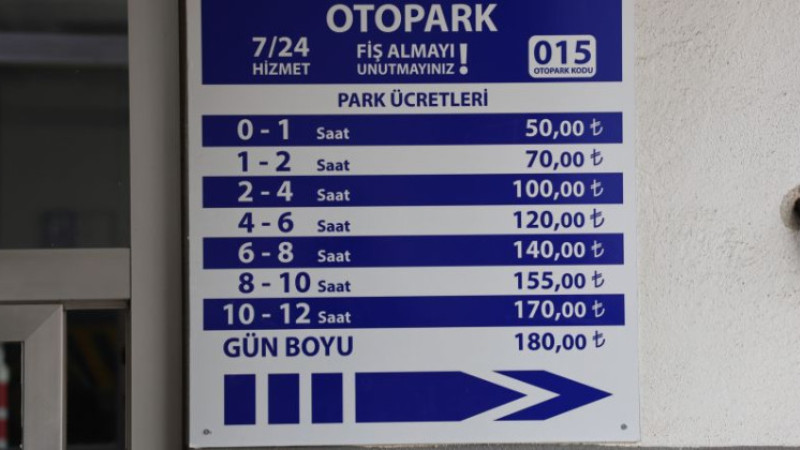 OTOPARK
7/24 HİZMET
FİŞ ALMAYI UNUTMAYINIZ!
015 OTOPARK KODU
PARK ÜCRETLERİ
0 - 1 Saat 50,00 ₺
1 - 2 Saat 70,00 ₺
2 - 4 Saat 100,00 ₺
4 - 6 Saat 120,00 ₺
6 - 8 Saat 140,00 ₺
8 - 10 Saat 155,00 ₺
10 - 12 Saat 170,00 ₺
GÜN BOYU 180,00 ₺